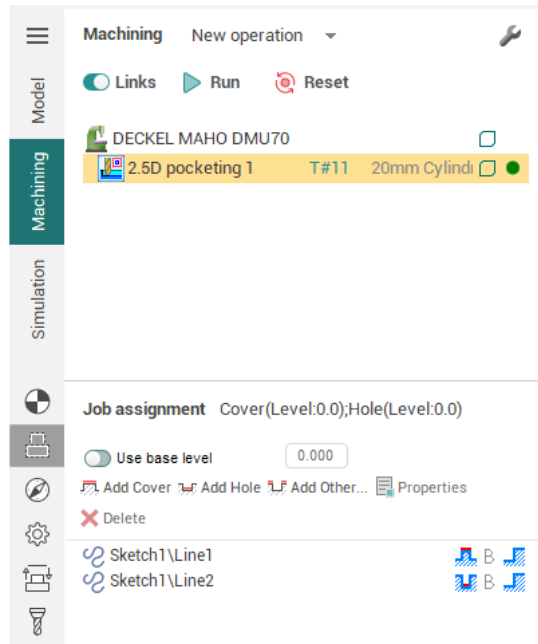 Machining New operation
Model
Links Run Reset
DECKEL MAHO DMU70
2.5D pocketing 1 T#11 20mm Cylindi
Machining
Simulation
Job assignment Cover(Level:0.0);Hole(Level:0.0)
Use base level 0.000
Add Cover Add Hole Add Other... Properties
Delete
Sketch1\Line1 B
Sketch1\Line2 B